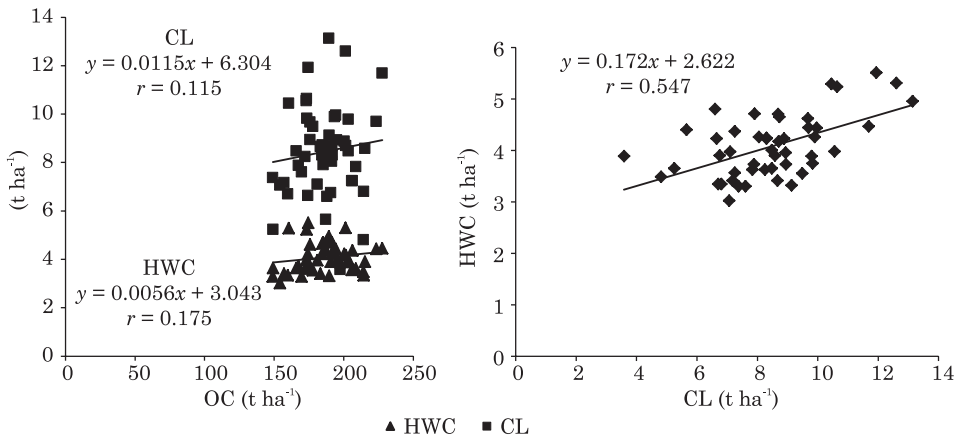 14
12
10
8
6
4
2
0
(t ha⁻¹)
CL
y = 0.0115x + 6.304
r = 0.115
HWC
y = 0.0056x + 3.043
r = 0.175
0 50 100 150 200 250
OC (t ha⁻¹)
6
5
4
3
2
1
0
HWC (t ha⁻¹)
y = 0.172x + 2.622
r = 0.547
0 2 4 6 8 10 12 14
CL (t ha⁻¹)
▲ HWC ■ CL